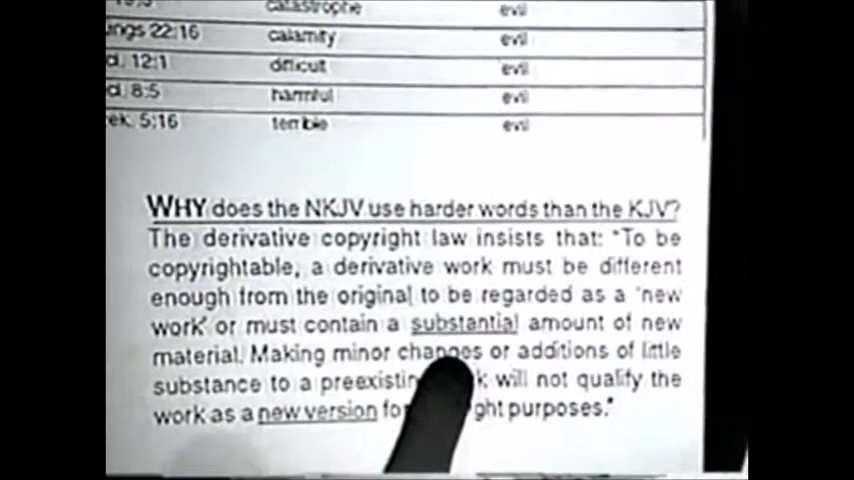 catastrophe evil
ngs 22:16 calamity evil
d. 12:1 difficult evil
d. 8:5 harmful evil
ek. 5:16 terrible evil
WHY does the NKJV use harder words than the KJV?
The derivative copyright law insists that: "To be
copyrightable, a derivative work must be different
enough from the original to be regarded as a 'new
work' or must contain a substantial amount of new
material. Making minor changes or additions of little
substance to a preexistin k will not qualify the
work as a new version fo ght purposes."